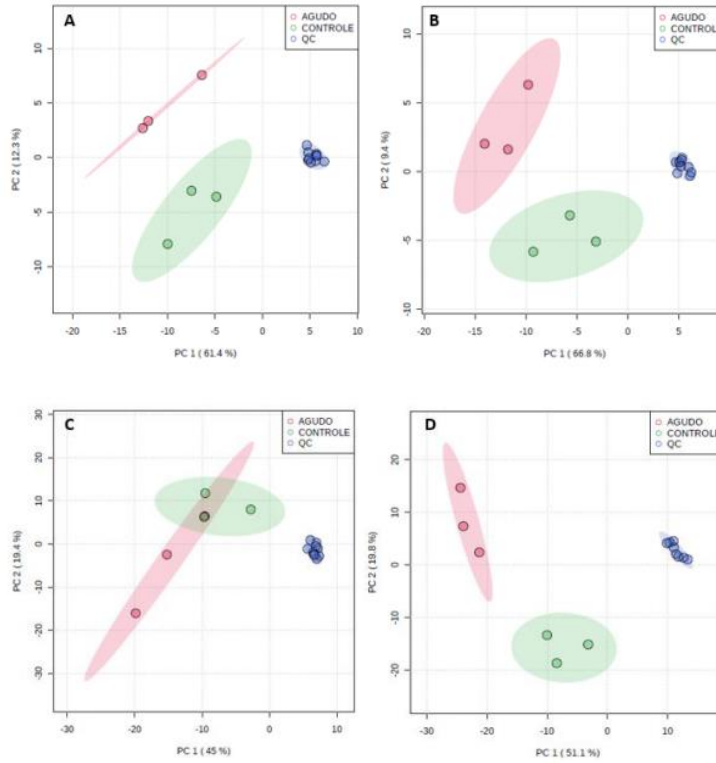 A
AGUDO
CONTROLE
QC
PC 2 ( 12.3 %)
10
5
0
-5
-10
-20
-15
-10
-5
0
5
10
PC 1 ( 61.4 %)
B
AGUDO
CONTROLE
QC
PC 2 ( 9.4 %)
10
5
0
-5
-10
-20
-15
-10
-5
0
5
PC 1 ( 66.8 %)
C
AGUDO
CONTROLE
QC
PC 2 ( 19.4 %)
30
20
10
0
-10
-20
-30
-30
-20
-10
0
10
PC 1 ( 45 %)
D
AGUDO
CONTROLE
QC
PC 2 ( 19.8 %)
20
10
0
-10
-20
-30
-20
-10
0
10
PC 1 ( 51.1 %)